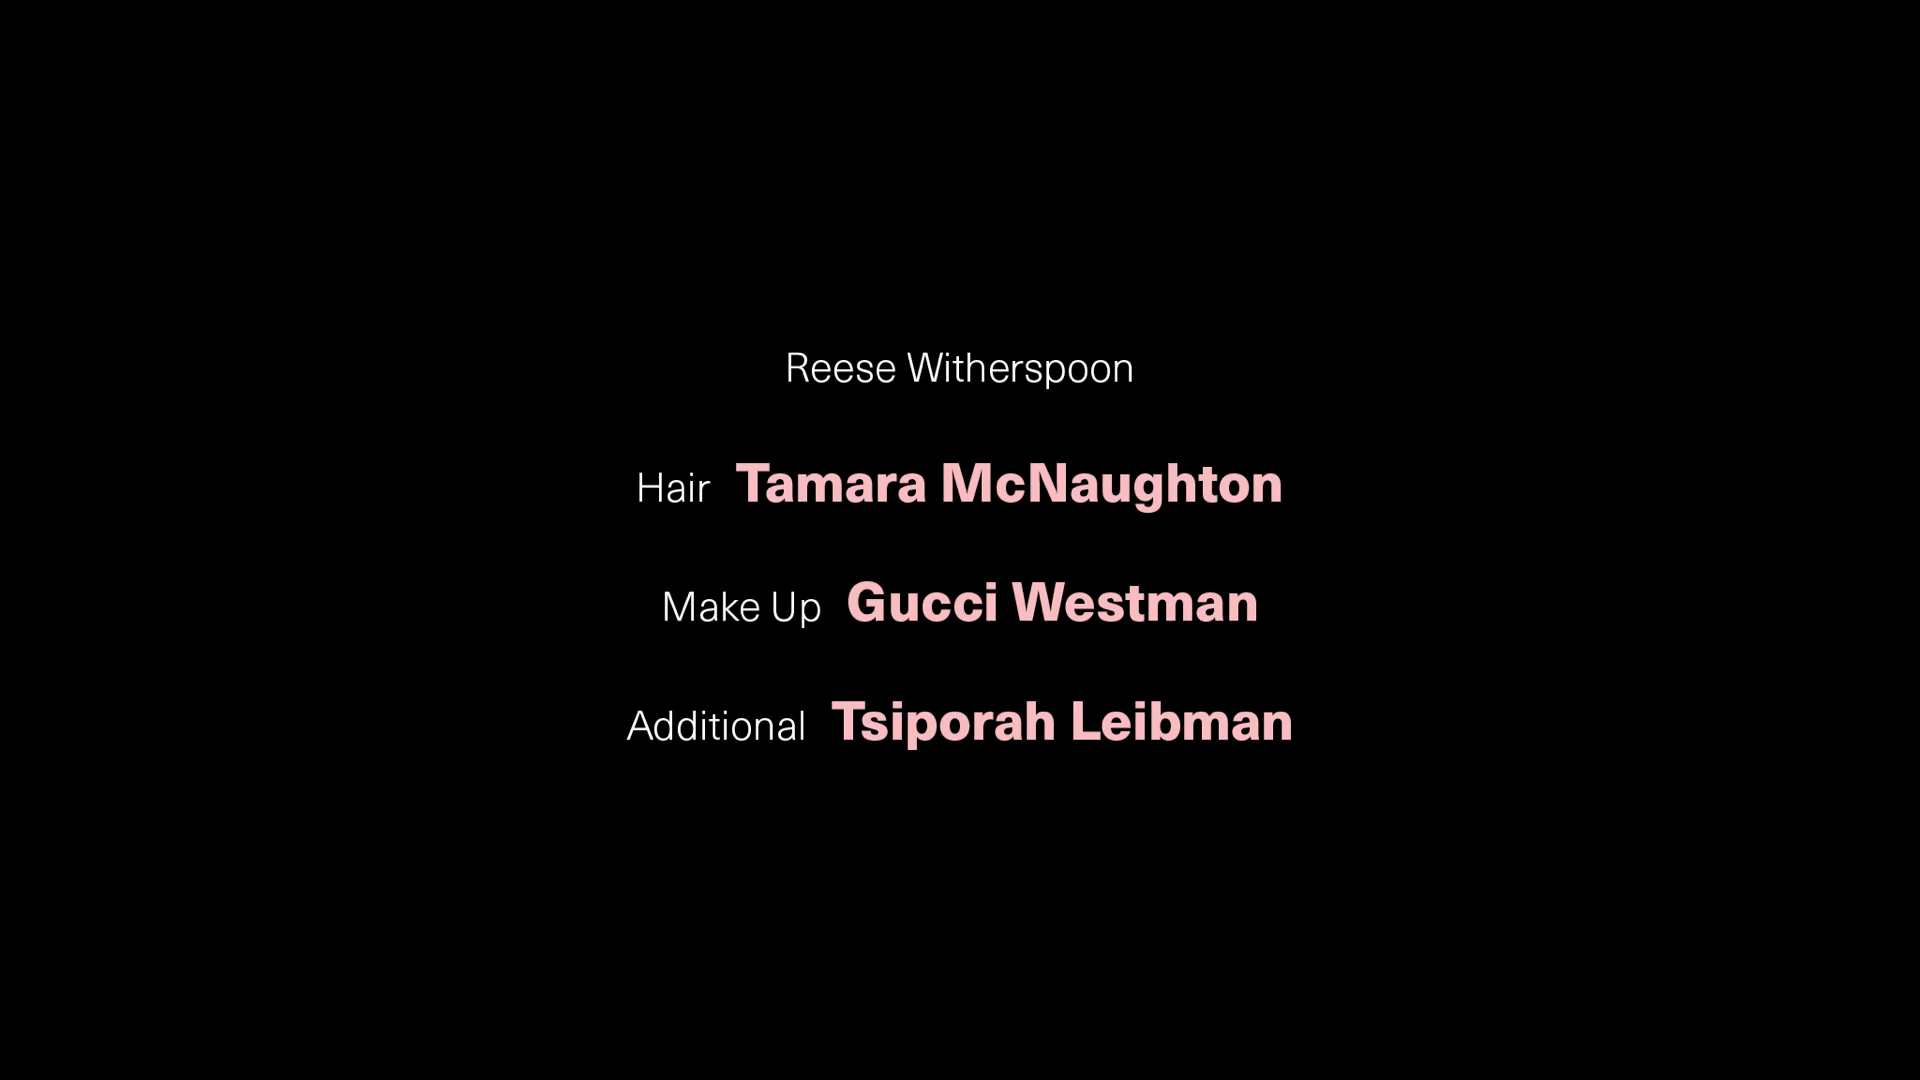 Reese Witherspoon
Hair Tamara McNaughton
Make Up Gucci Westman
Additional Tsiporah Leibman